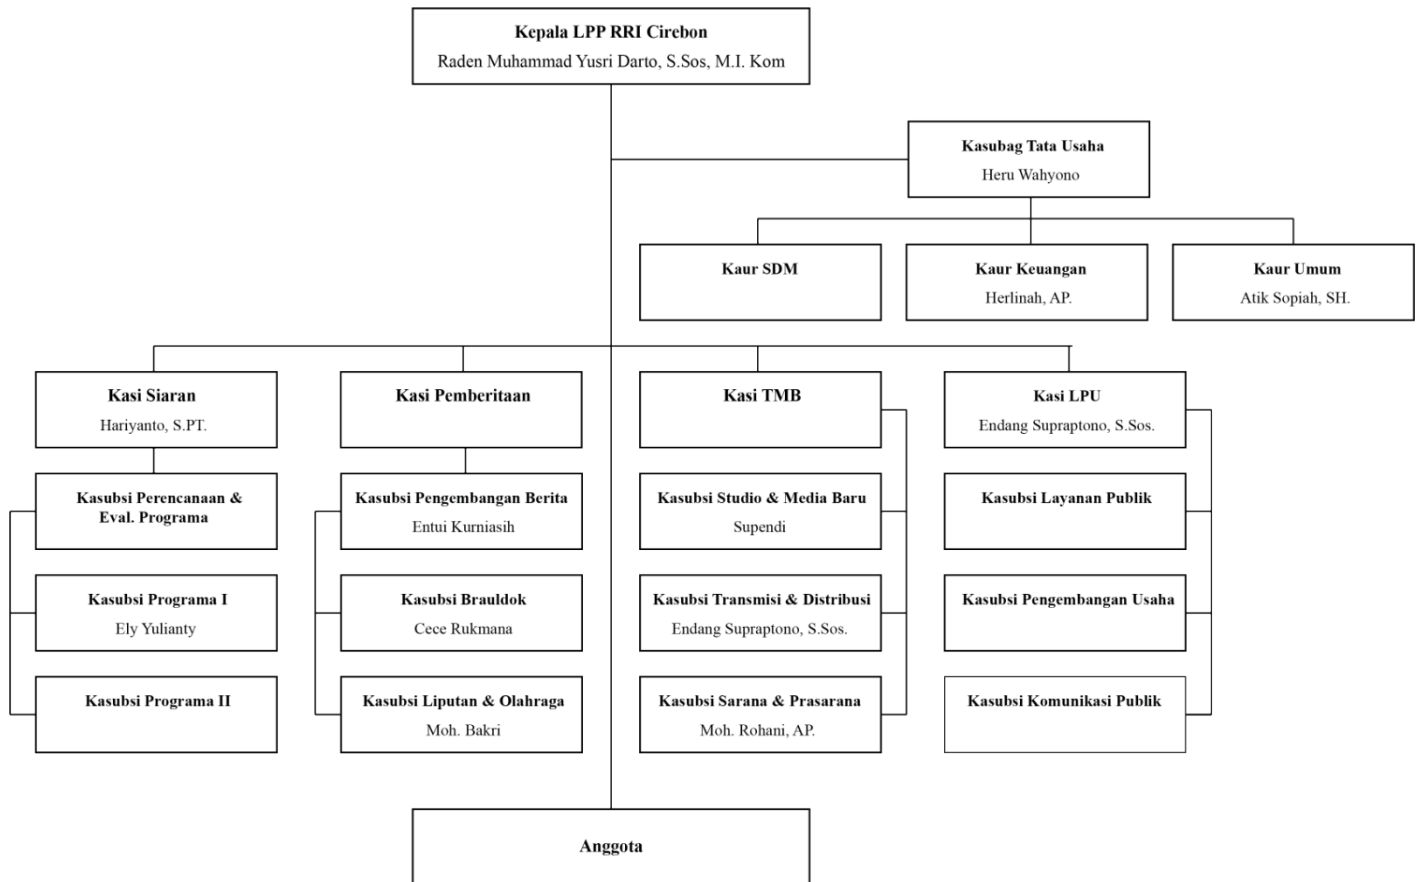 Kepala LPP RRI Cirebon
Raden Muhammad Yusri Darto, S.Sos, M.I. Kom
Kasubag Tata Usaha
Heru Wahyono
Kaur SDM
Kaur Keuangan
Herlinah, AP.
Kaur Umum
Atik Sopiah, SH.
Kasi Siaran
Hariyanto, S.PT.
Kasi Pemberitaan
Kasi TMB
Kasi LPU
Endang Supraptono, S.Sos.
Kasubsi Perencanaan &
Eval. Programa
Kasubsi Pengembangan Berita
Entui Kurniasih
Kasubsi Studio & Media Baru
Supendi
Kasubsi Layanan Publik
Kasubsi Programa I
Ely Yulianty
Kasubsi Brauldok
Cece Rukmana
Kasubsi Transmisi & Distribusi
Endang Supraptono, S.Sos.
Kasubsi Pengembangan Usaha
Kasubsi Programa II
Kasubsi Liputan & Olahraga
Moh. Bakri
Kasubsi Sarana & Prasarana
Moh. Rohani, AP.
Kasubsi Komunikasi Publik
Anggota